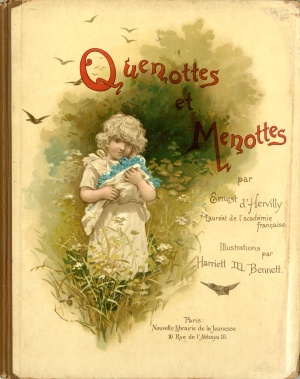 Quenottes
et
Menottes
par
Ernest d'Hervilly
Lauréat de l'académie
française
Illustrations
par
Harriett M. Bennett.
Paris
Nouvelle Librairie de la Jeunesse
10 Rue de l'Abbaye 10.